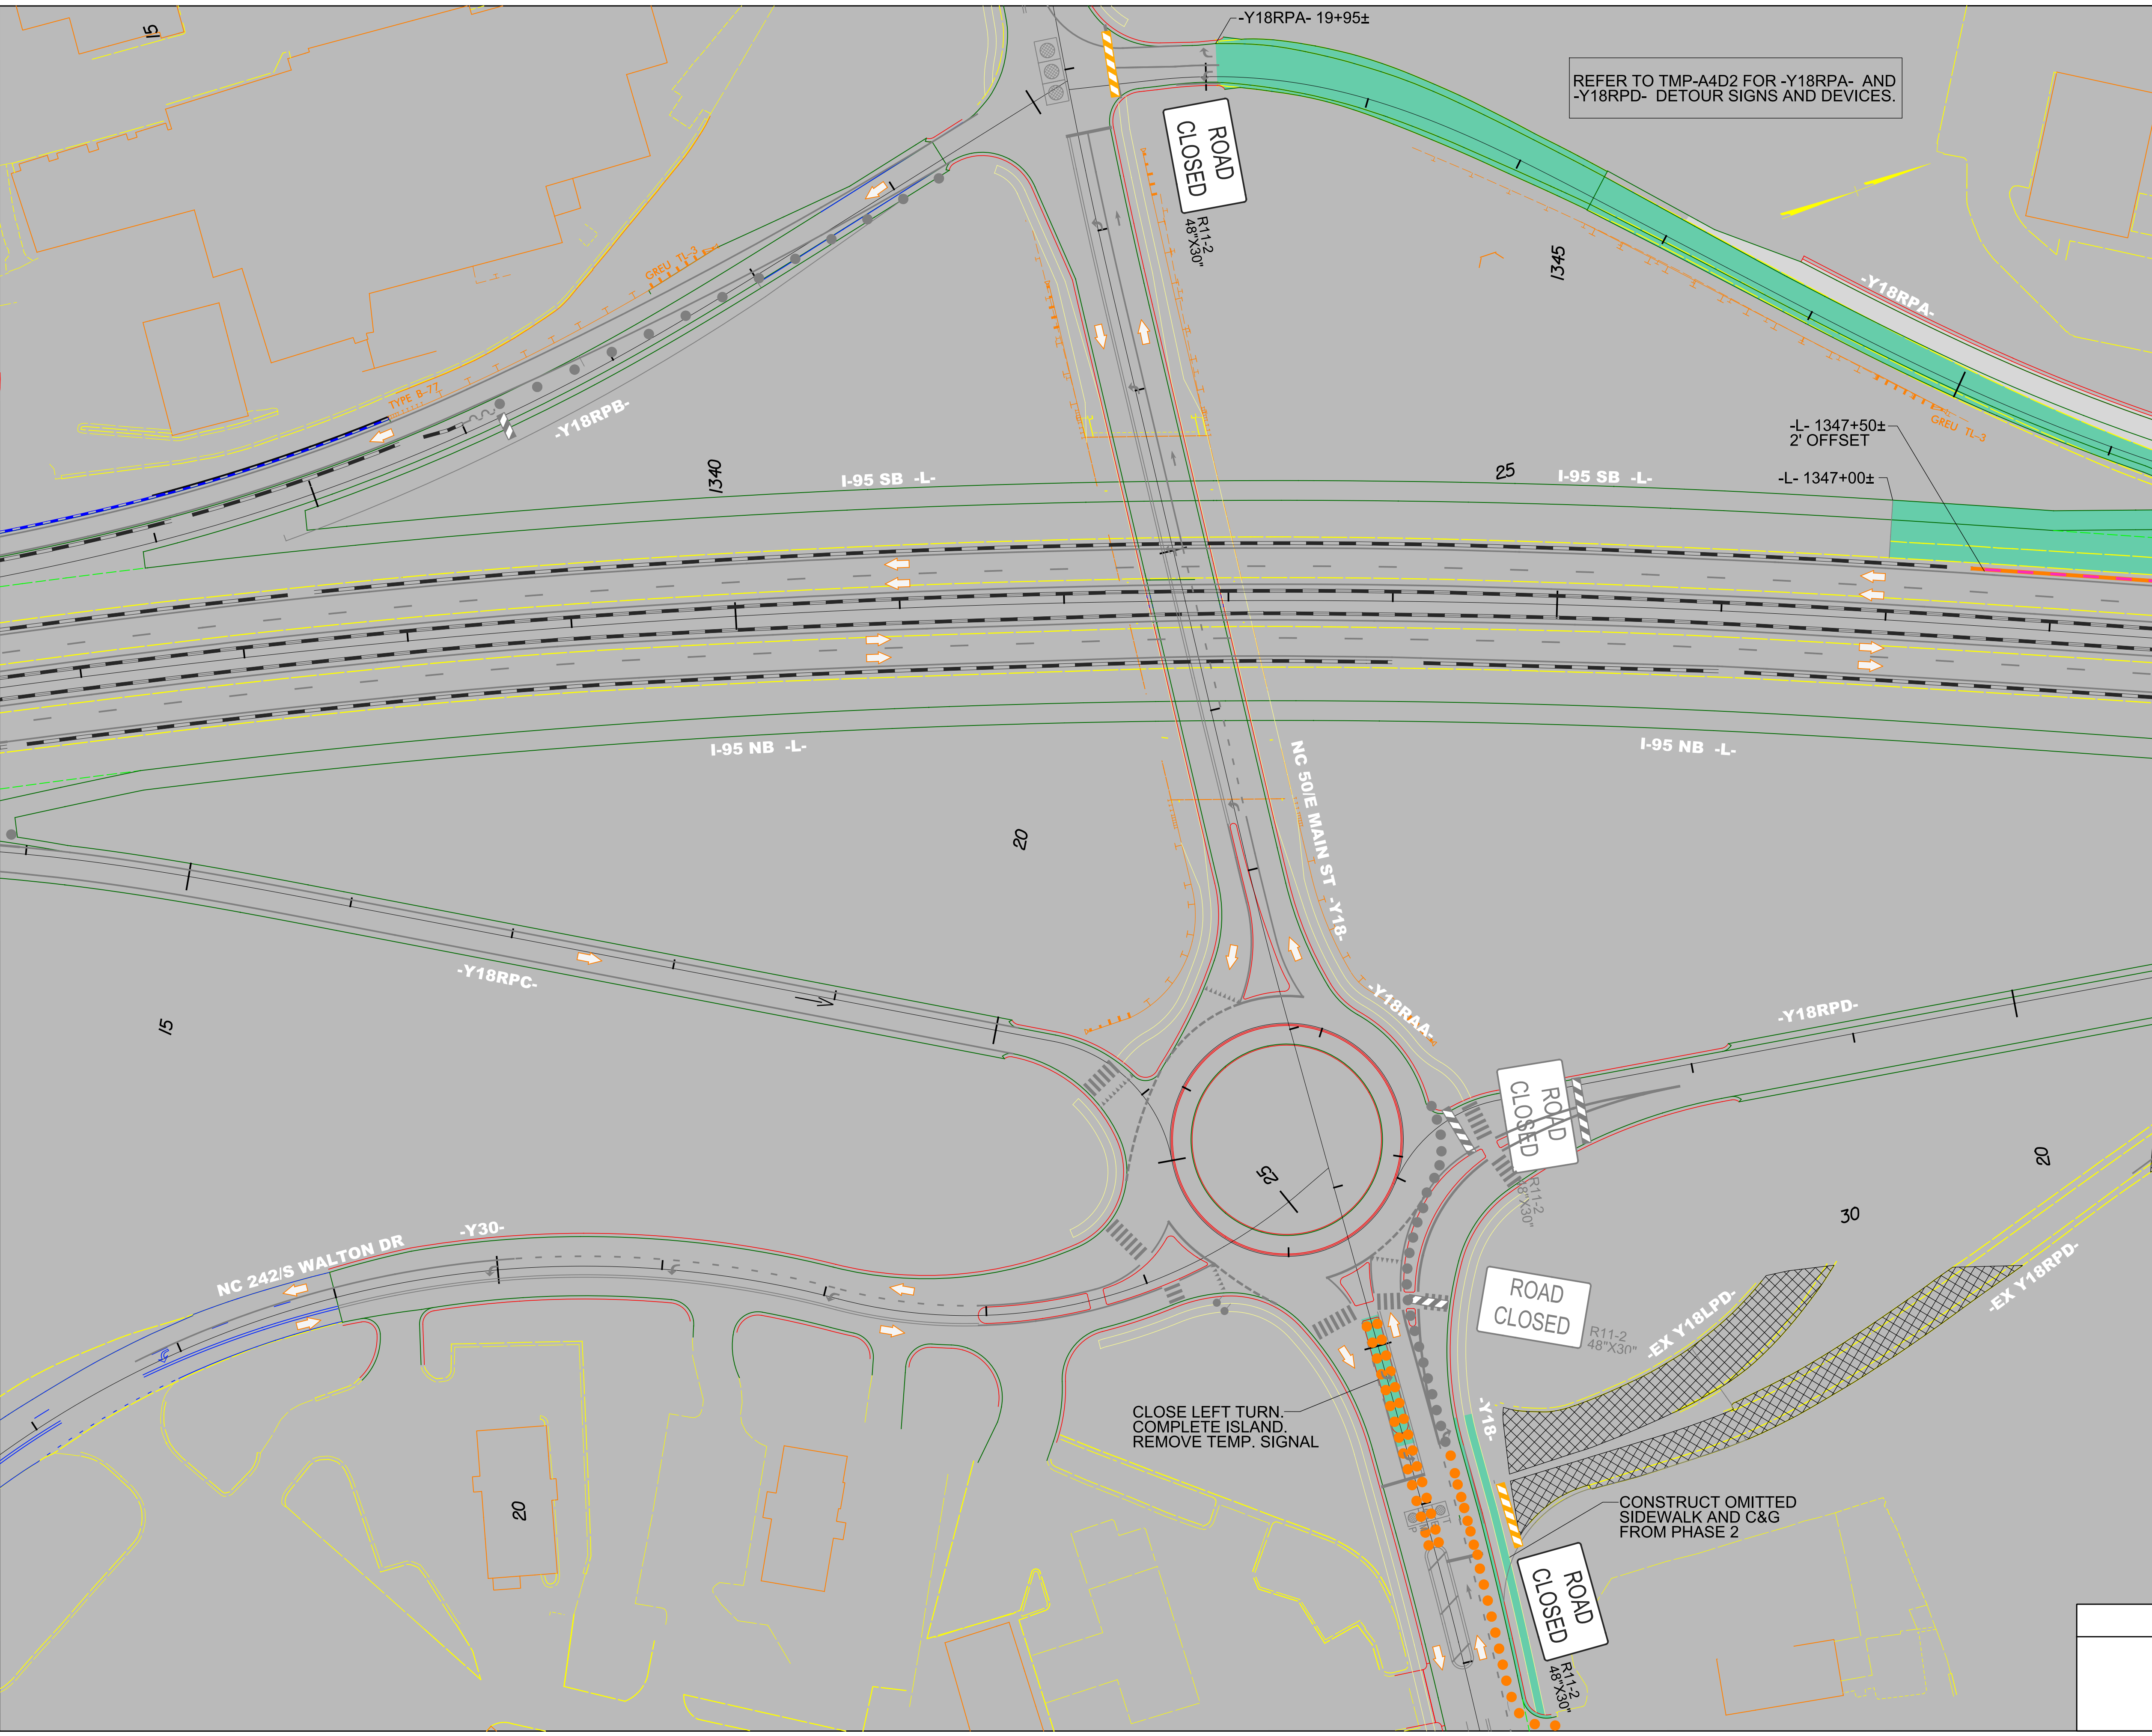 -Y18RPA- 19+95±
15
REFER TO TMP-A4D2 FOR -Y18RPA- AND
-Y18RPD- DETOUR SIGNS AND DEVICES.
ROAD
CLOSED
R11-2
48"X30"
GREU TL-3
1345
-Y18RPA-
TYPE B-77
-Y18RPB-
GREU TL-3
-L- 1347+50±
2' OFFSET
-L- 1347+00±
1340
I-95 SB -L-
25
I-95 SB -L-
I-95 NB -L-
I-95 NB -L-
NC 50/E MAIN ST -Y18-
20
-Y18RPC-
15
-Y18RAA-
-Y18RPD-
ROAD
CLOSED
R11-2
48"X30"
25
20
30
-Y30-
NC 242/S WALTON DR
ROAD
CLOSED
R11-2
48"X30"
-EX Y18LPD-
-EX Y18RPD-
-Y18-
CLOSE LEFT TURN.
COMPLETE ISLAND.
REMOVE TEMP. SIGNAL
20
CONSTRUCT OMITTED
SIDEWALK AND C&G
FROM PHASE 2
ROAD
CLOSED
R11-2
48"X30"